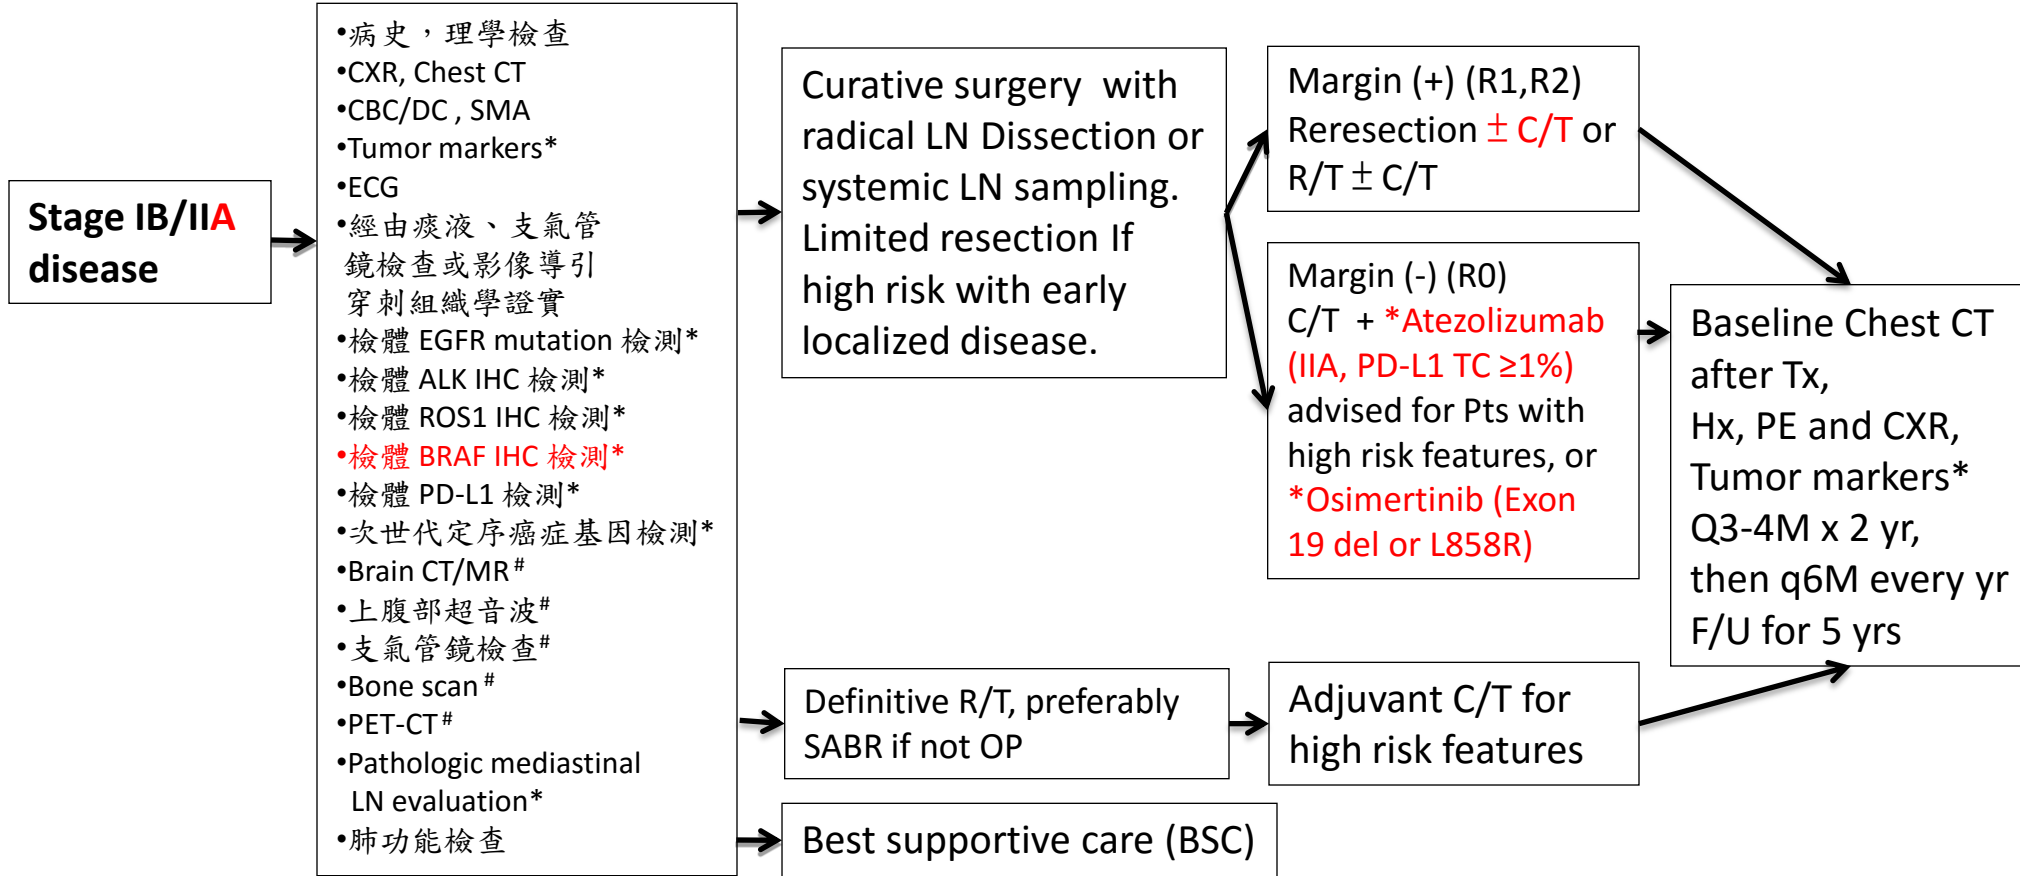 Stage IB/IIA
disease
•病史，理學檢查
•CXR, Chest CT
•CBC/DC , SMA
•Tumor markers*
•ECG
•經由痰液、支氣管
鏡檢查或影像導引
穿刺組織學證實
•檢體 EGFR mutation 檢測*
•檢體 ALK IHC 檢測*
•檢體 ROS1 IHC 檢測*
•檢體 BRAF IHC 檢測*
•檢體 PD-L1 檢測*
•次世代定序癌症基因檢測*
•Brain CT/MR#
•上腹部超音波#
•支氣管鏡檢查#
•Bone scan#
•PET-CT#
•Pathologic mediastinal
LN evaluation*
•肺功能檢查
Curative surgery with
radical LN Dissection or
systemic LN sampling.
Limited resection If
high risk with early
localized disease.
Margin (+) (R1,R2)
Reresection ± C/T or
R/T ± C/T
Margin (-) (R0)
C/T + *Atezolizumab
(IIA, PD-L1 TC ≥1%)
advised for Pts with
high risk features, or
*Osimertinib (Exon
19 del or L858R)
Definitive R/T, preferably
SABR if not OP
Adjuvant C/T for
high risk features
Best supportive care (BSC)
Baseline Chest CT
after Tx,
Hx, PE and CXR,
Tumor markers*
Q3-4M x 2 yr,
then q6M every yr
F/U for 5 yrs